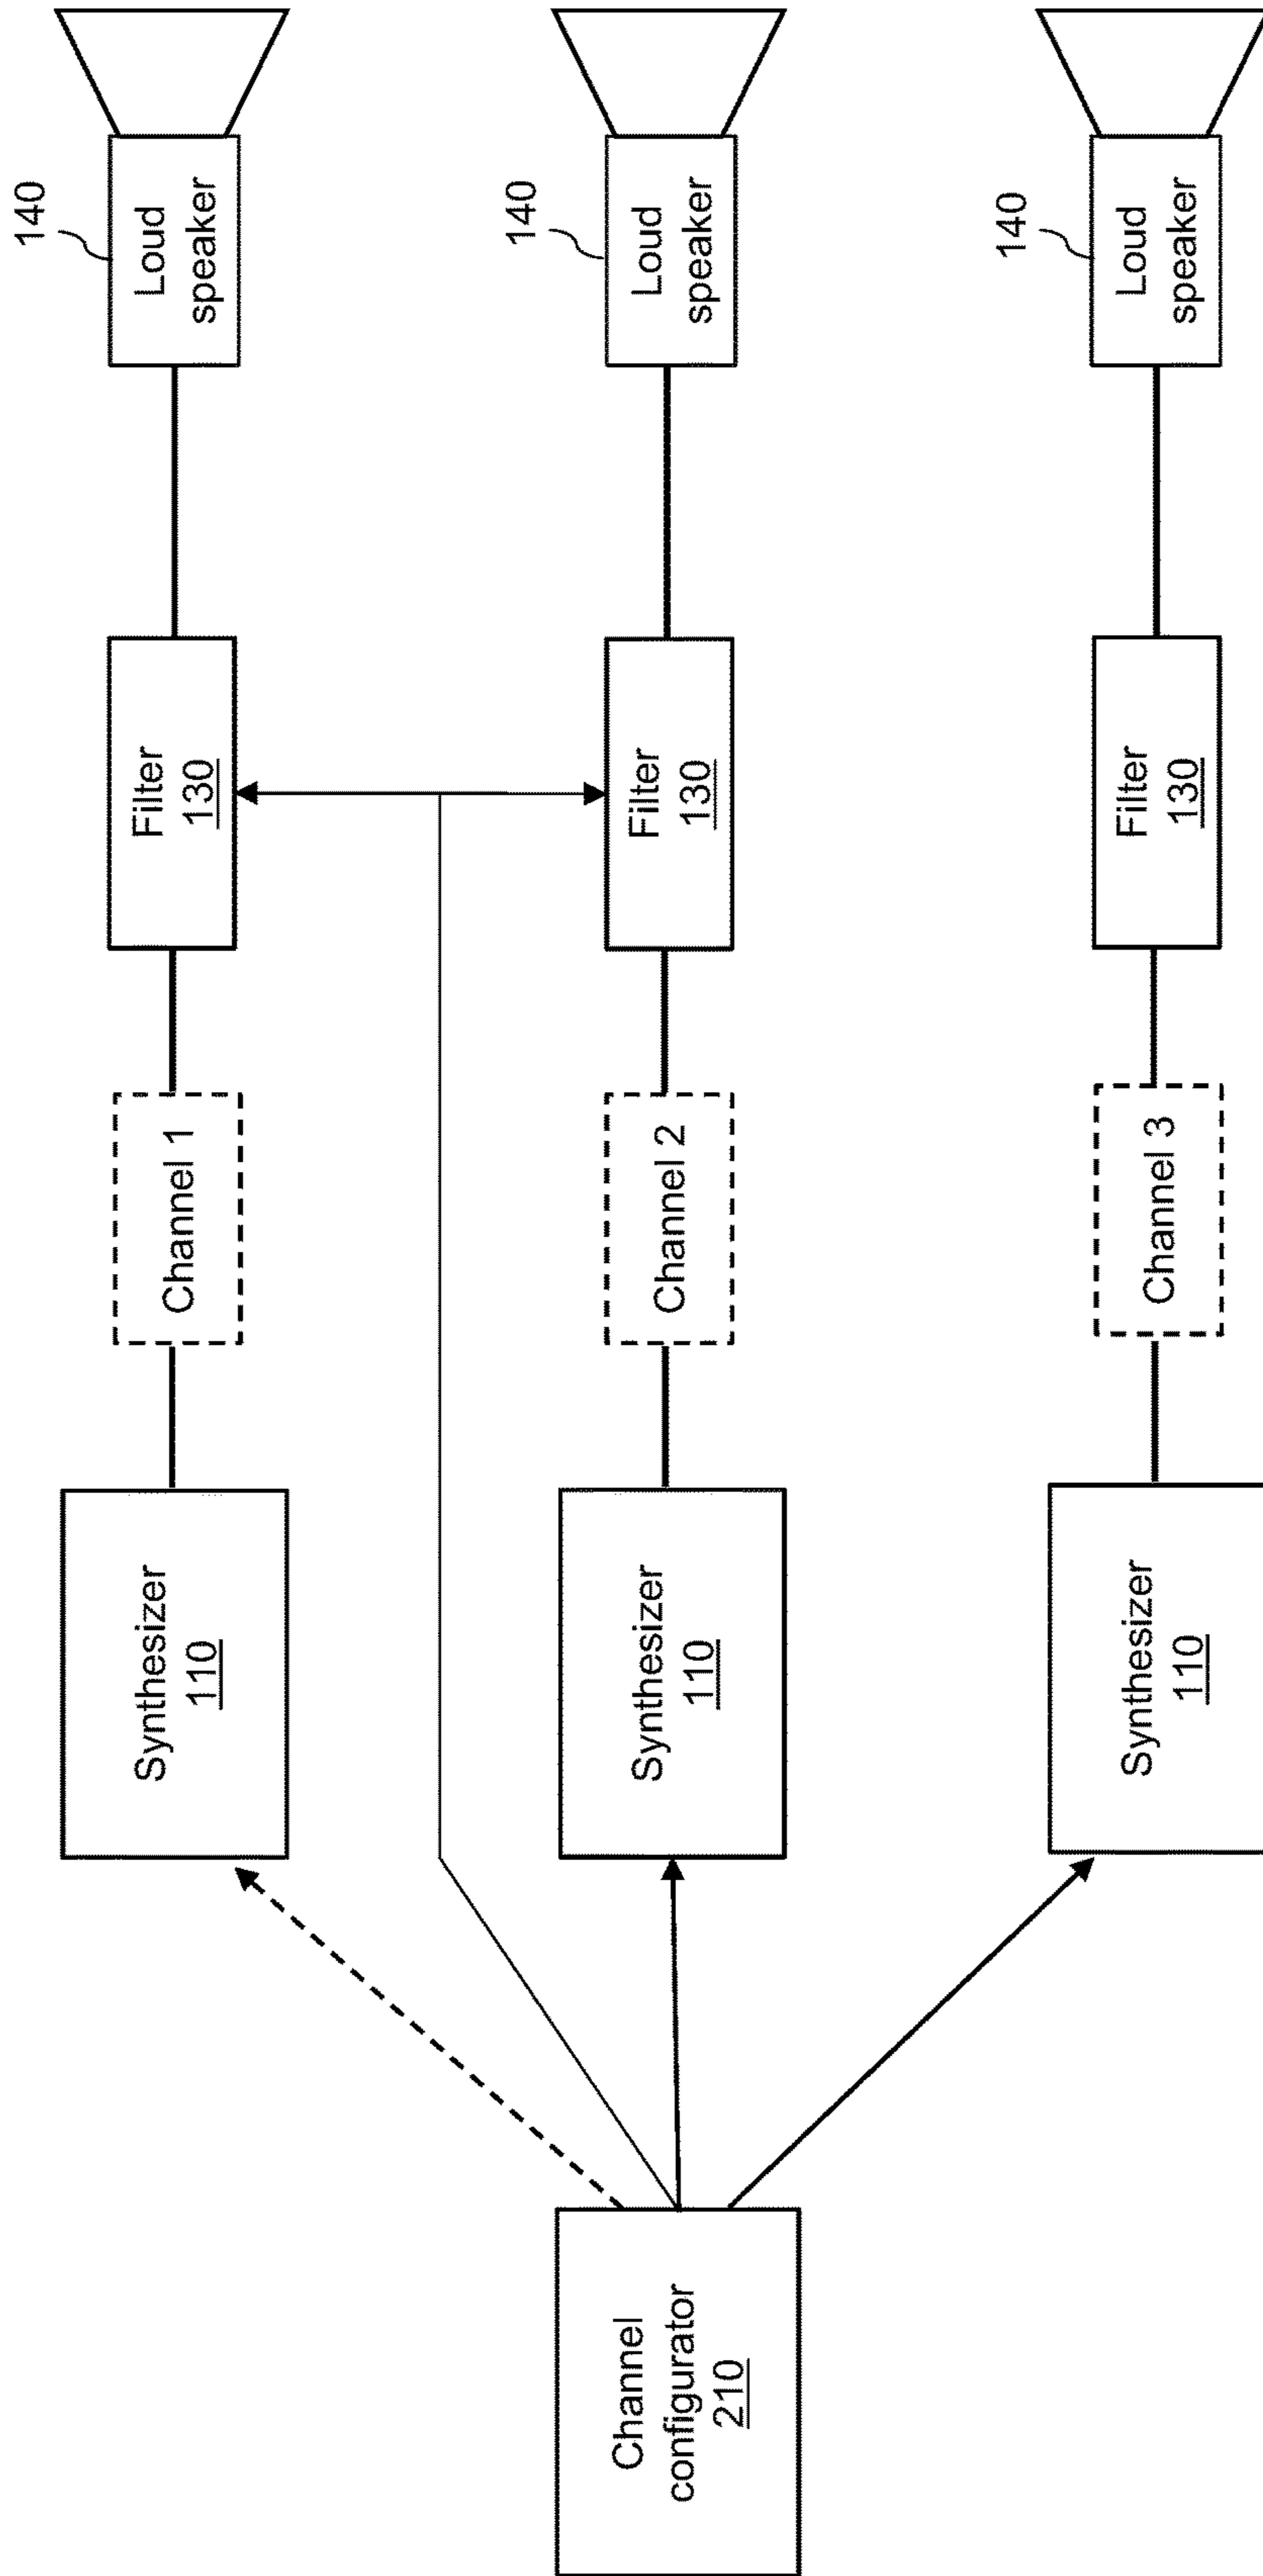 Channel
configurator
210
Synthesizer
110
Channel 1
Filter
130
Loud
speaker
140
Synthesizer
110
Channel 2
Filter
130
Loud
speaker
140
Synthesizer
110
Channel 3
Filter
130
Loud
speaker
140